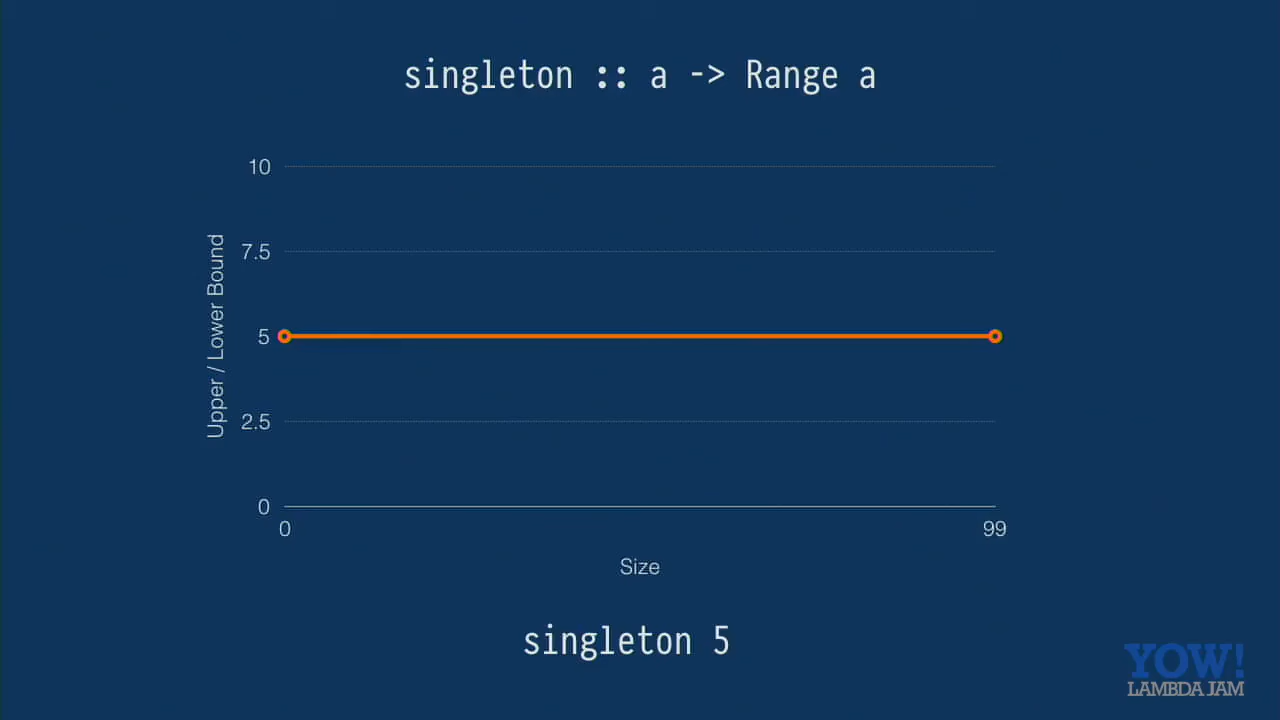 singleton :: a -> Range a
10
7.5
5
2.5
0
Upper / Lower Bound
0
99
Size
singleton 5
YOW!
LAMBDA JAM